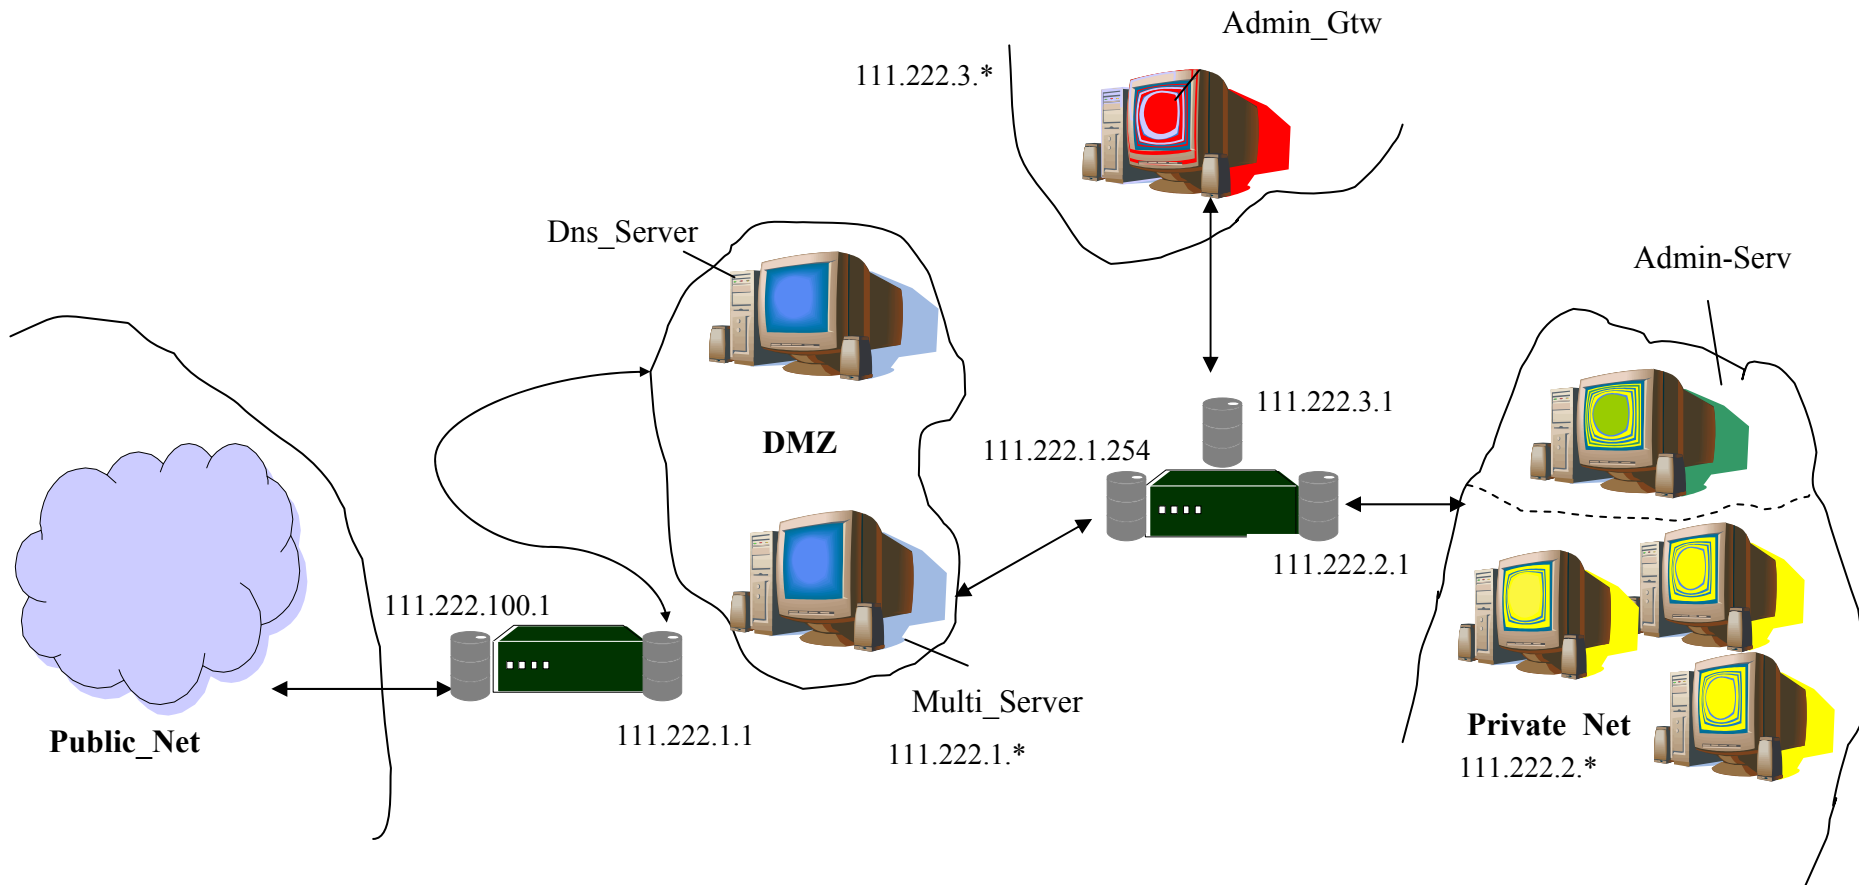 Admin_Gtw
111.222.3.*
Dns_Server
Admin-Serv
111.222.3.1
DMZ
111.222.1.254
111.222.2.1
111.222.100.1
Multi_Server
Private Net
Public_Net
111.222.1.1
111.222.1.*
111.222.2.*